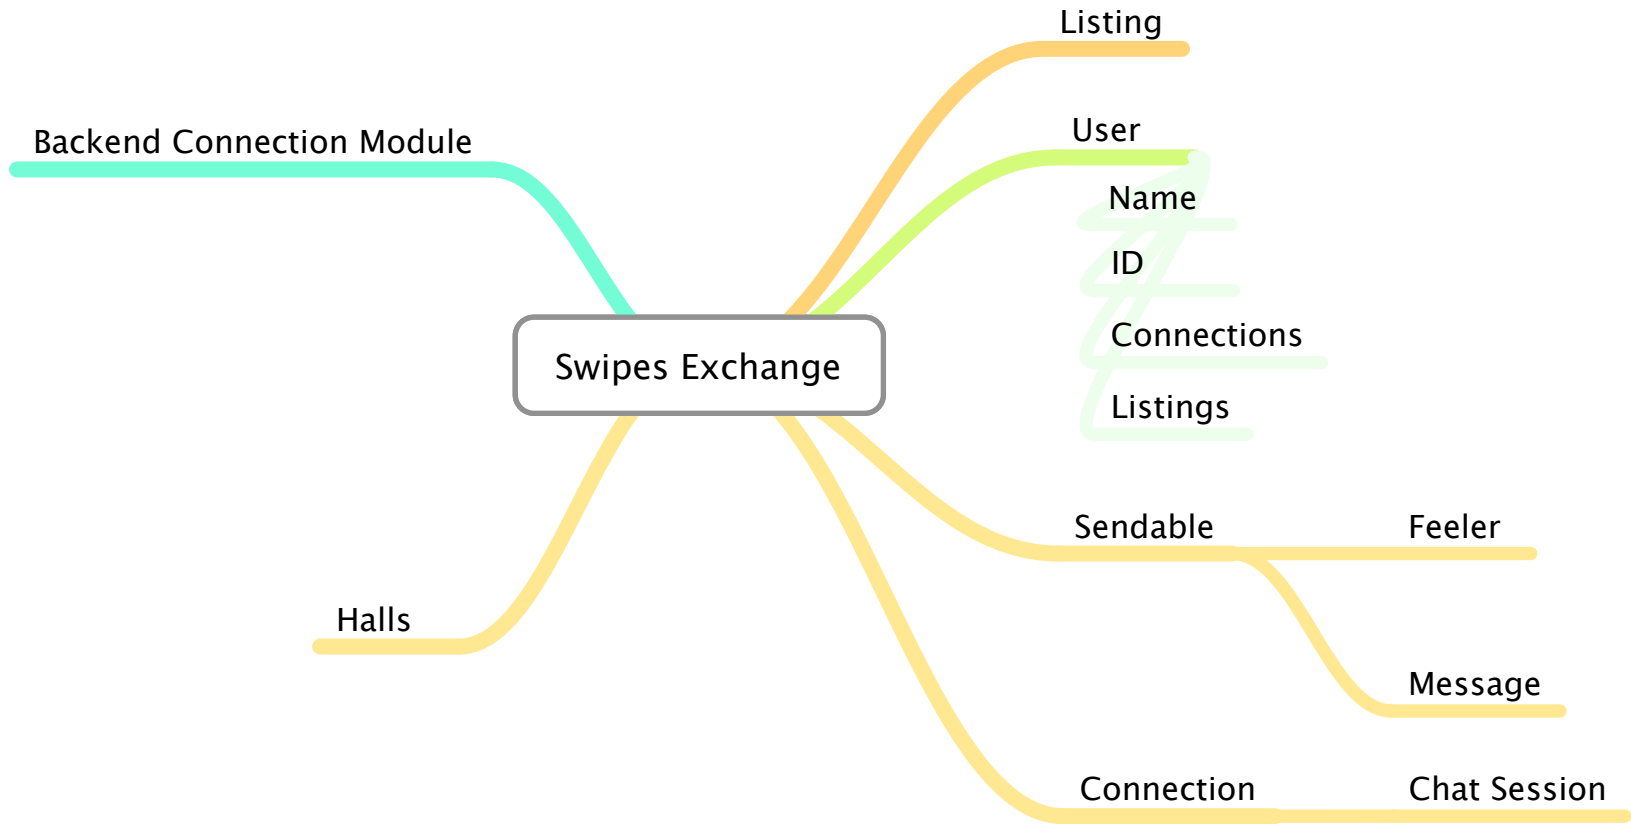 Listing
User
Backend Connection Module
Name
ID
Connections
Swipes Exchange
Listings
Sendable
Feeler
Halls
Message
Connection
Chat Session